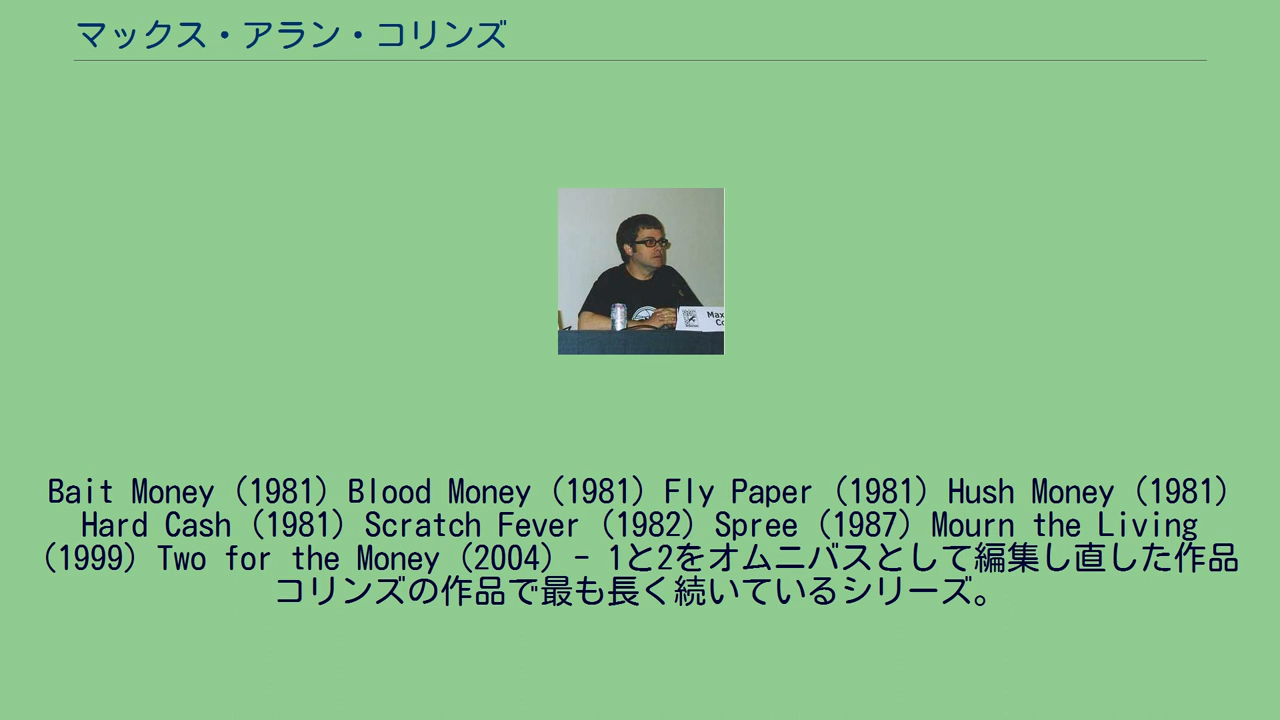 マックス・アラン・コリンズ
Max
Co
Bait Money (1981) Blood Money (1981) Fly Paper (1981) Hush Money (1981)
Hard Cash (1981) Scratch Fever (1982) Spree (1987) Mourn the Living
(1999) Two for the Money (2004) - 1と2をオムニバスとして編集し直した作品
コリンズの作品で最も長く続いているシリーズ。